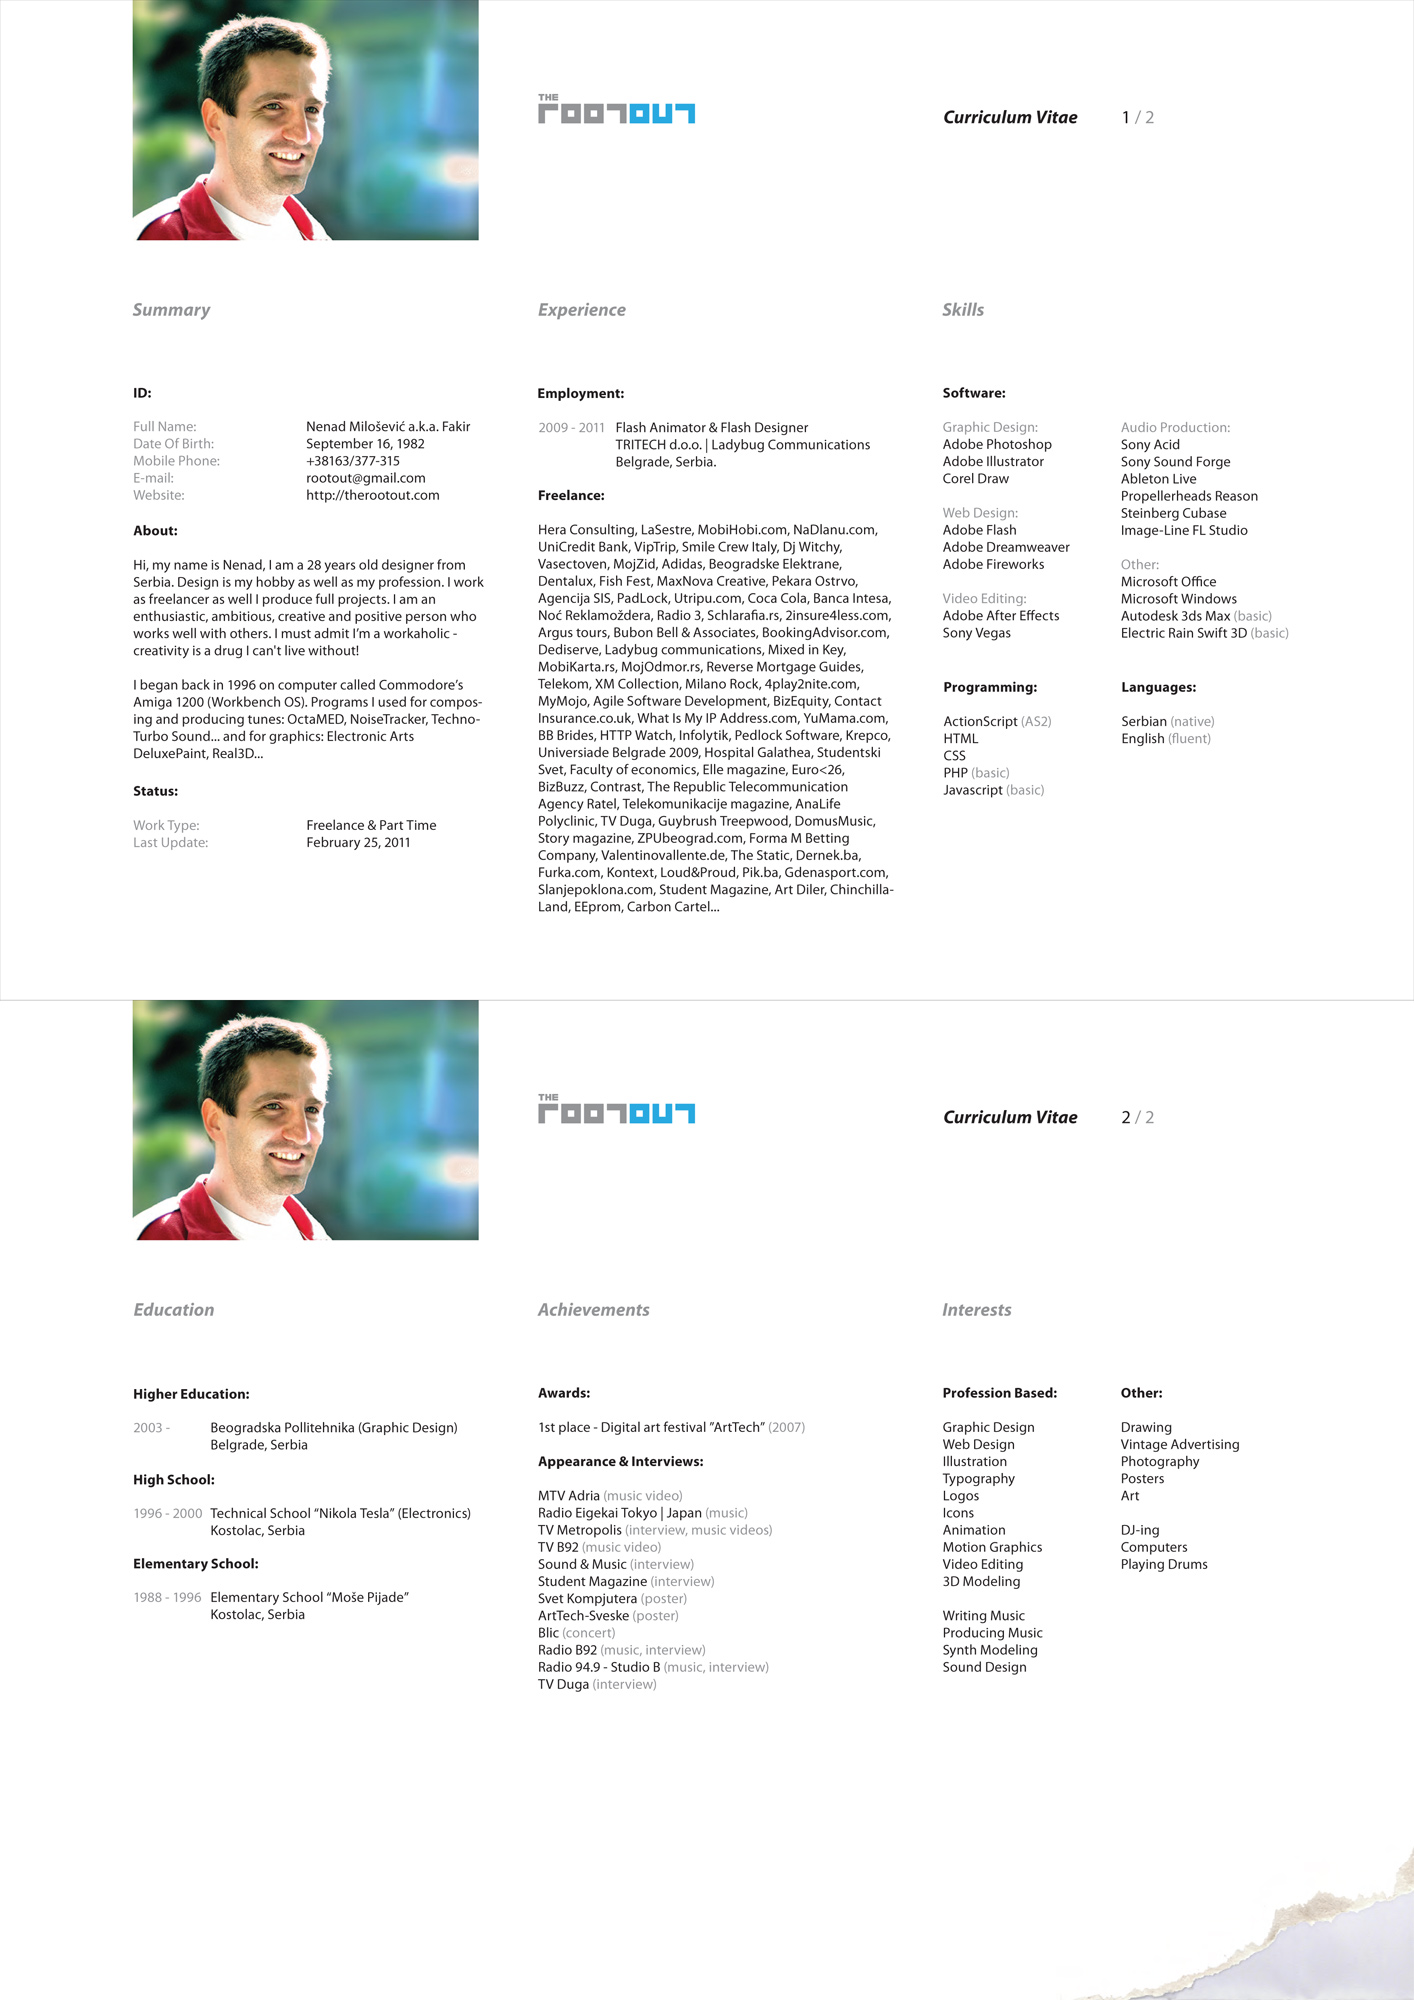 THE
rootout
Curriculum Vitae 1 / 2
Summary
ID:
Full Name: Nenad Milošević a.k.a. Fakir
Date Of Birth: September 16, 1982
Mobile Phone: +38163/377-315
E-mail: rootout@gmail.com
Website: http://therootout.com
About:
Hi, my name is Nenad, I am a 28 years old designer from
Serbia. Design is my hobby as well as my profession. I work
as freelancer as well I produce full projects. I am an
enthusiastic, ambitious, creative and positive person who
works well with others. I must admit I'm a workaholic -
creativity is a drug I can't live without!
I began back in 1996 on computer called Commodore's
Amiga 1200 (Workbench OS). Programs I used for compos-
ing and producing tunes: OctaMED, NoiseTracker, Techno-
Turbo Sound... and for graphics: Electronic Arts
DeluxePaint, Real3D...
Status:
Work Type: Freelance & Part Time
Last Update: February 25, 2011
Experience
Employment:
2009 - 2011 Flash Animator & Flash Designer
TRITECH d.o.o. | Ladybug Communications
Belgrade, Serbia.
Freelance:
Hera Consulting, LaSestre, MobiHobi.com, NaDlanu.com,
UniCredit Bank, VipTrip, Smile Crew Italy, Dj Witchy,
Vasectoven, MojZid, Adidas, Beogradske Elektrane,
Dentalux, Fish Fest, MaxNova Creative, Pekara Ostrvo,
Agencija SIS, PadLock, Utripu.com, Coca Cola, Banca Intesa,
Noć Reklamoždera, Radio 3, Schlarafia.rs, 2insure4less.com,
Argus tours, Bubon Bell & Associates, BookingAdvisor.com,
Dediserve, Ladybug communications, Mixed in Key,
MobiKarta.rs, MojOdmor.rs, Reverse Mortgage Guides,
Telekom, XM Collection, Milano Rock, 4play2nite.com,
MyMojo, Agile Software Development, BizEquity, Contact
Insurance.co.uk, What Is My IP Address.com, YuMama.com,
BB Brides, HTTP Watch, Infolytik, Pedlock Software, Krepco,
Universiade Belgrade 2009, Hospital Galathea, Studentski
Svet, Faculty of economics, Elle magazine, Euro<26,
BizBuzz, Contrast, The Republic Telecommunication
Agency Ratel, Telekomunikacije magazine, AnaLife
Polyclinic, TV Duga, Guybrush Treepwood, DomusMusic,
Story magazine, ZPUbeograd.com, Forma M Betting
Company, Valentinovallente.de, The Static, Dernek.ba,
Furka.com, Kontext, Loud&Proud, Pik.ba, Gdenasport.com,
Slanjepoklona.com, Student Magazine, Art Diler, Chinchilla-
Land, EEprom, Carbon Cartel...
Skills
Software:
Graphic Design:
Adobe Photoshop
Adobe Illustrator
Corel Draw
Web Design:
Adobe Flash
Adobe Dreamweaver
Adobe Fireworks
Video Editing:
Adobe After Effects
Sony Vegas
Audio Production:
Sony Acid
Sony Sound Forge
Ableton Live
Propellerheads Reason
Steinberg Cubase
Image-Line FL Studio
Other:
Microsoft Office
Microsoft Windows
Autodesk 3ds Max (basic)
Electric Rain Swift 3D (basic)
Programming:
ActionScript (AS2)
HTML
CSS
PHP (basic)
Javascript (basic)
Languages:
Serbian (native)
English (fluent)
THE
rootout
Curriculum Vitae 2 / 2
Education
Higher Education:
2003 - Beogradska Pollitehnika (Graphic Design)
Belgrade, Serbia
High School:
1996 - 2000 Technical School “Nikola Tesla” (Electronics)
Kostolac, Serbia
Elementary School:
1988 - 1996 Elementary School “Moše Pijade”
Kostolac, Serbia
Achievements
Awards:
1st place - Digital art festival ”ArtTech” (2007)
Appearance & Interviews:
MTV Adria (music video)
Radio Eigekai Tokyo | Japan (music)
TV Metropolis (interview, music videos)
TV B92 (music video)
Sound & Music (interview)
Student Magazine (interview)
Svet Kompjutera (poster)
ArtTech-Sveske (poster)
Blic (concert)
Radio B92 (music, interview)
Radio 94.9 - Studio B (music, interview)
TV Duga (interview)
Interests
Profession Based:
Graphic Design
Web Design
Illustration
Typography
Logos
Icons
Animation
Motion Graphics
Video Editing
3D Modeling
Writing Music
Producing Music
Synth Modeling
Sound Design
Other:
Drawing
Vintage Advertising
Photography
Posters
Art
DJ-ing
Computers
Playing Drums